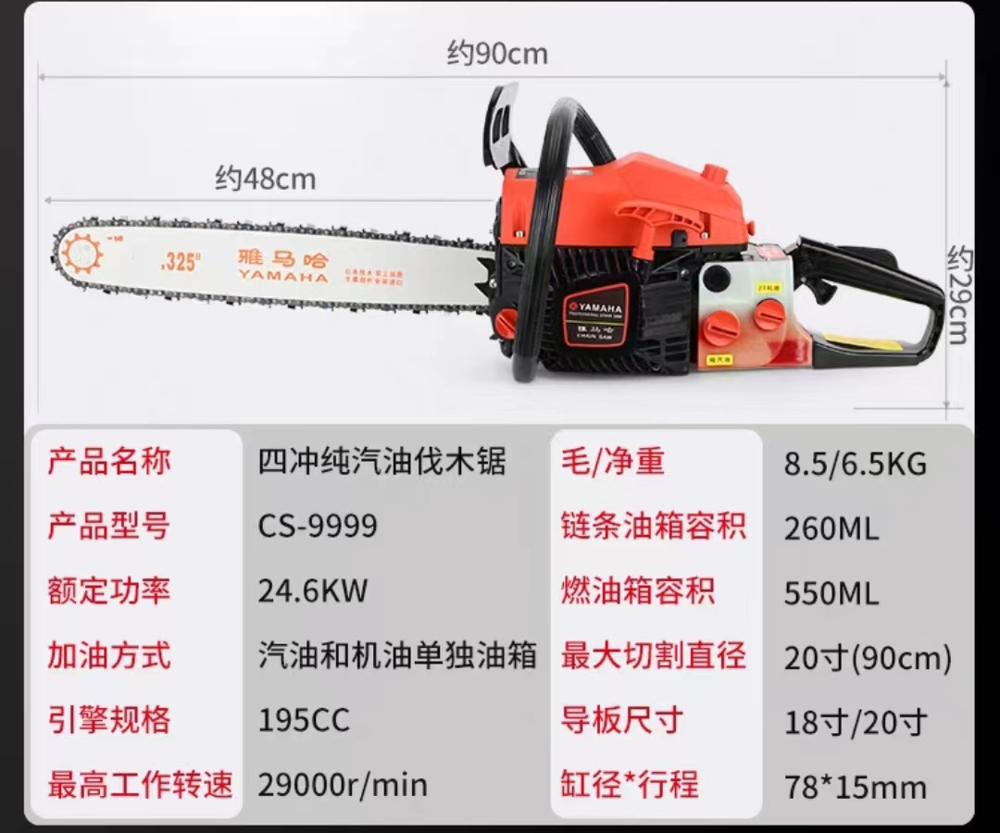 约90cm
约48cm
约29cm
.325"
雅马哈
YAMAHA
YAMAHA
雅马哈
CHAIN SAW
产品名称 四冲纯汽油伐木锯 毛/净重 8.5/6.5KG
产品型号 CS-9999 链条油箱容积 260ML
额定功率 24.6KW 燃油箱容积 550ML
加油方式 汽油和机油单独油箱 最大切割直径 20寸(90cm)
引擎规格 195CC 导板尺寸 18寸/20寸
最高工作转速 29000r/min 缸径*行程 78*15mm